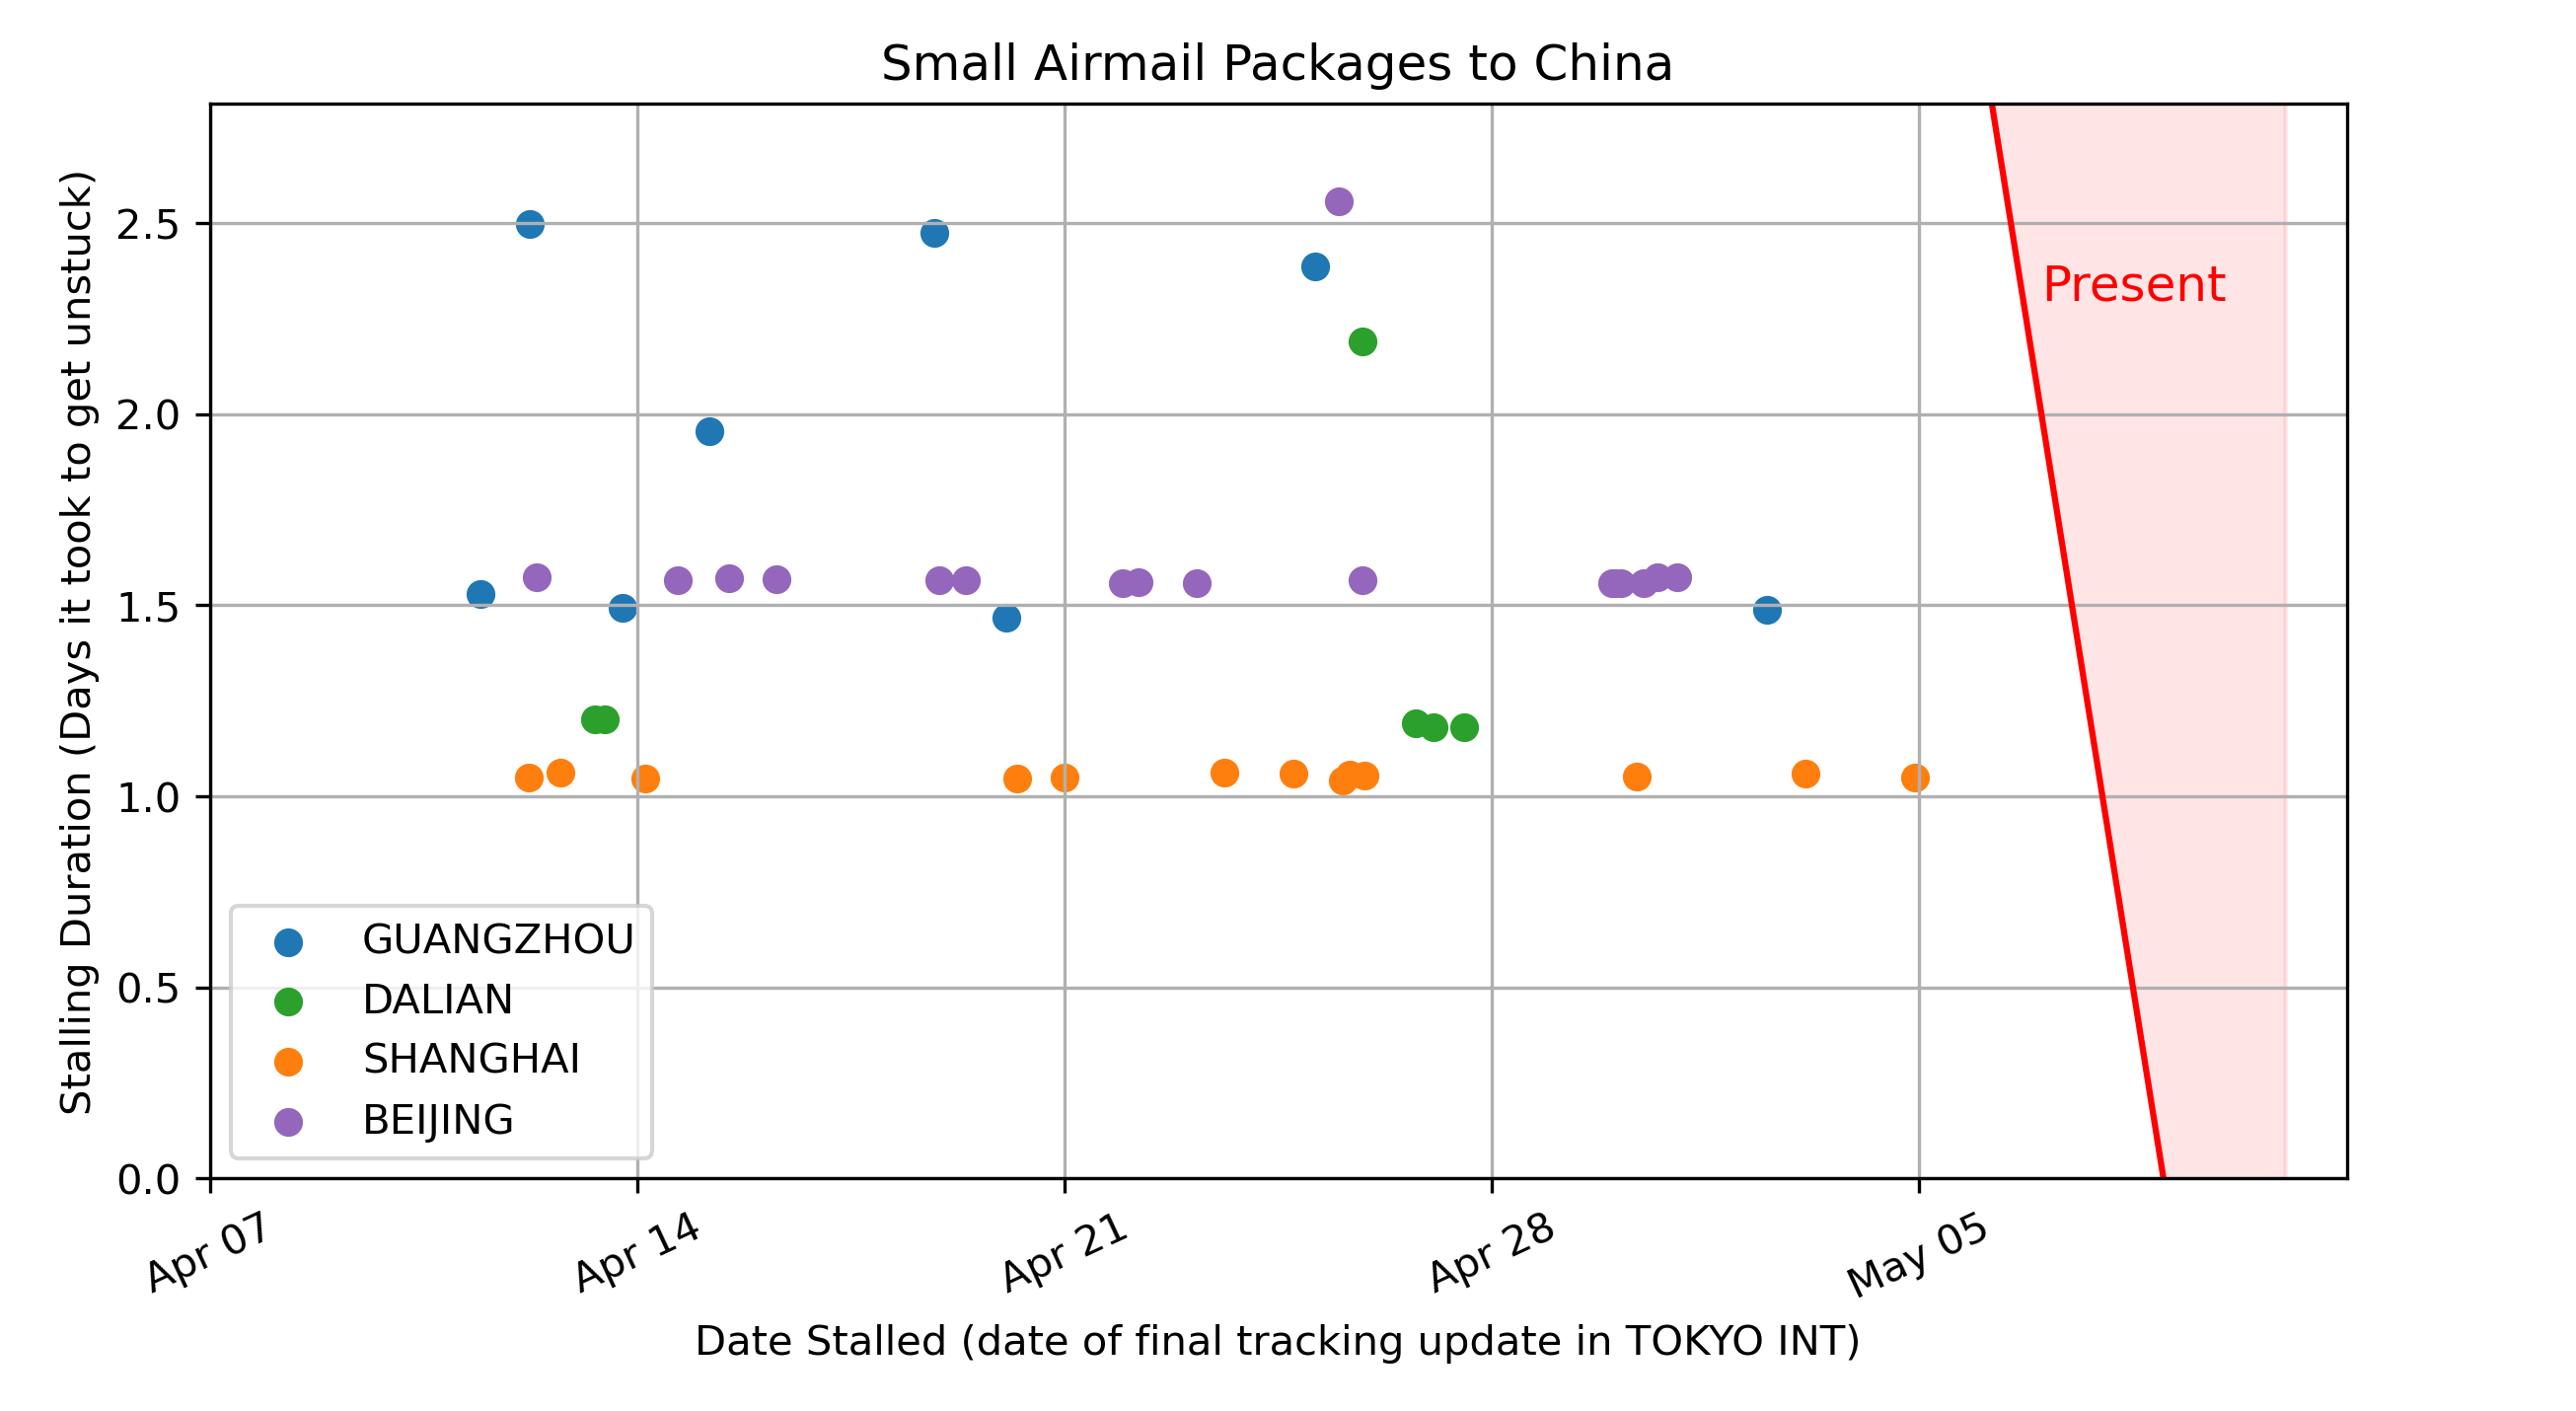 Small Airmail Packages to China
Stalling Duration (Days it took to get unstuck)
2.5
2.0
1.5
1.0
0.5
0.0
Present
GUANGZHOU
DALIAN
SHANGHAI
BEIJING
Apr 07
Apr 14
Apr 21
Apr 28
May 05
Date Stalled (date of final tracking update in TOKYO INT)